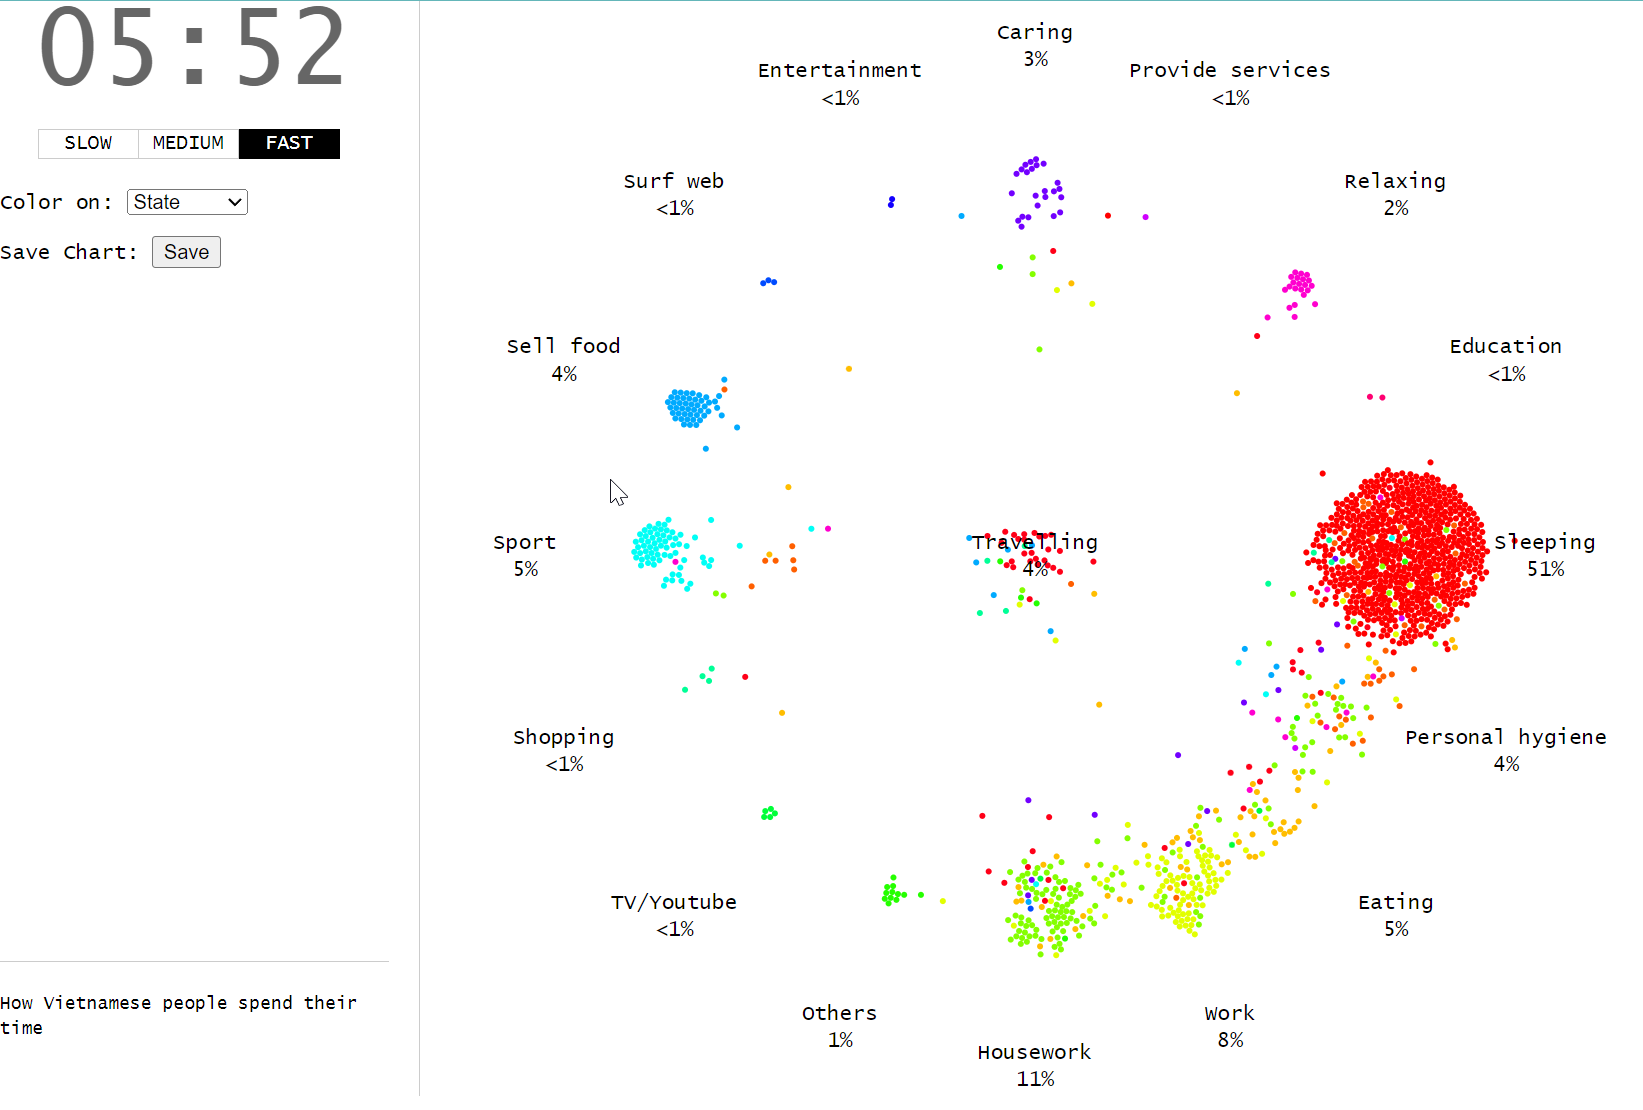 05:52
SLOW
MEDIUM
FAST
Color on:
State
Save Chart:
Save
How Vietnamese people spend their
time
Caring
3%
Entertainment
<1%
Provide services
<1%
Surf web
<1%
Relaxing
2%
Sell food
4%
Education
<1%
Sport
5%
Travelling
4%
Sleeping
51%
Shopping
<1%
Personal hygiene
4%
TV/Youtube
<1%
Eating
5%
Others
1%
Work
8%
Housework
11%